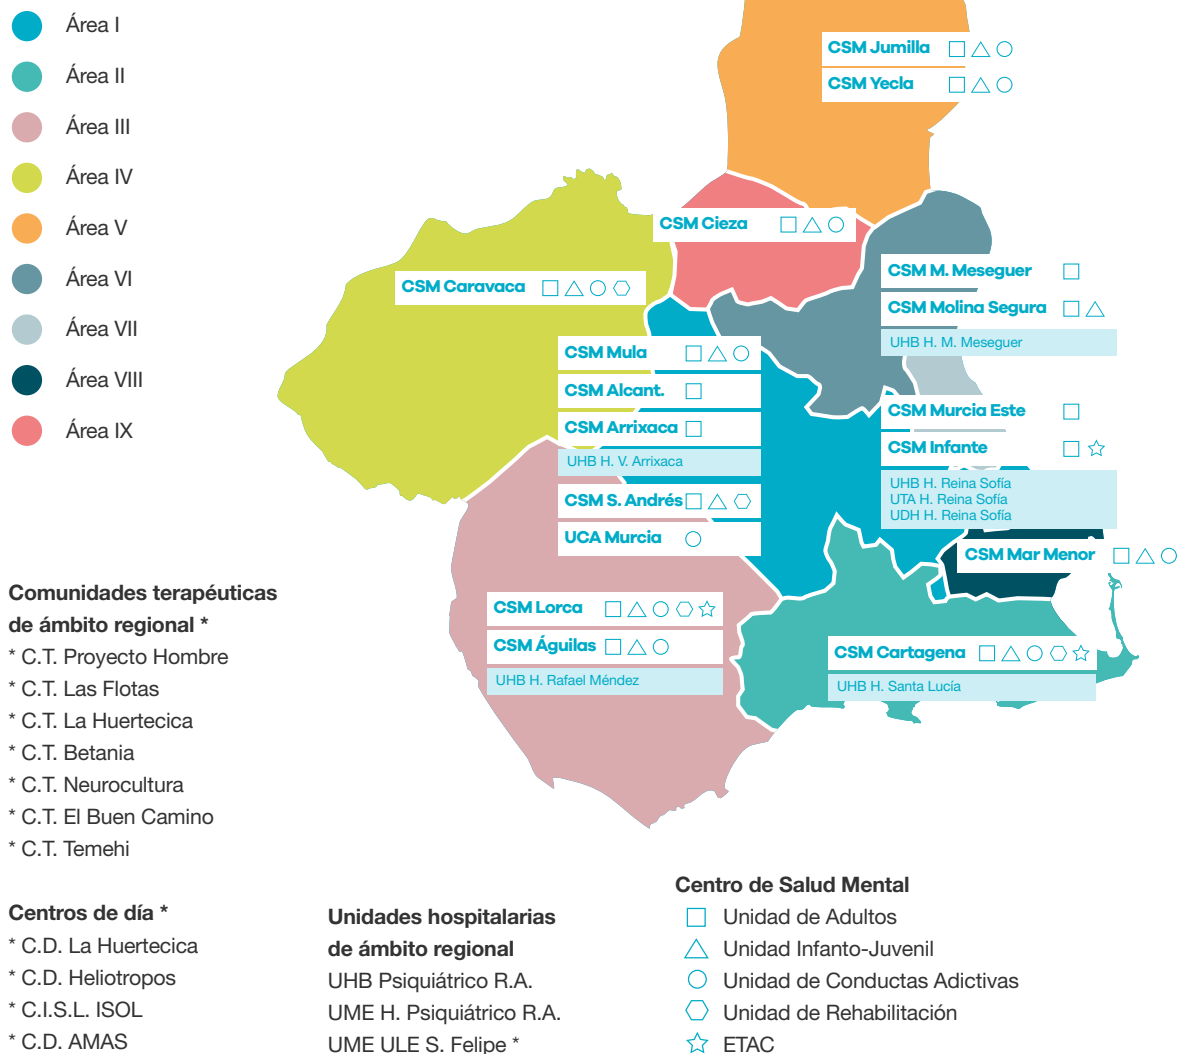 Área I
Área II
Área III
Área IV
Área V
Área VI
Área VII
Área VIII
Área IX
CSM Jumilla
CSM Yecla
CSM Cieza
CSM Caravaca
CSM M. Meseguer
CSM Molina Segura
UHB H. M. Meseguer
CSM Mula
CSM Alcant.
CSM Arrixaca
UHB H. V. Arrixaca
CSM S. Andrés
UCA Murcia
CSM Murcia Este
CSM Infante
UHB H. Reina Sofía
UTA H. Reina Sofía
UDH H. Reina Sofía
CSM Mar Menor
CSM Lorca
CSM Águilas
UHB H. Rafael Méndez
CSM Cartagena
UHB H. Santa Lucía
Comunidades terapéuticas
de ámbito regional *
* C.T. Proyecto Hombre
* C.T. Las Flotas
* C.T. La Huertecica
* C.T. Betania
* C.T. Neurocultura
* C.T. El Buen Camino
* C.T. Temehi
Centros de día *
* C.D. La Huertecica
* C.D. Heliotropos
* C.I.S.L. ISOL
* C.D. AMAS
Unidades hospitalarias
de ámbito regional
UHB Psiquiátrico R.A.
UME H. Psiquiátrico R.A.
UME ULE S. Felipe *
Centro de Salud Mental
Unidad de Adultos
Unidad Infanto-Juvenil
Unidad de Conductas Adictivas
Unidad de Rehabilitación
ETAC